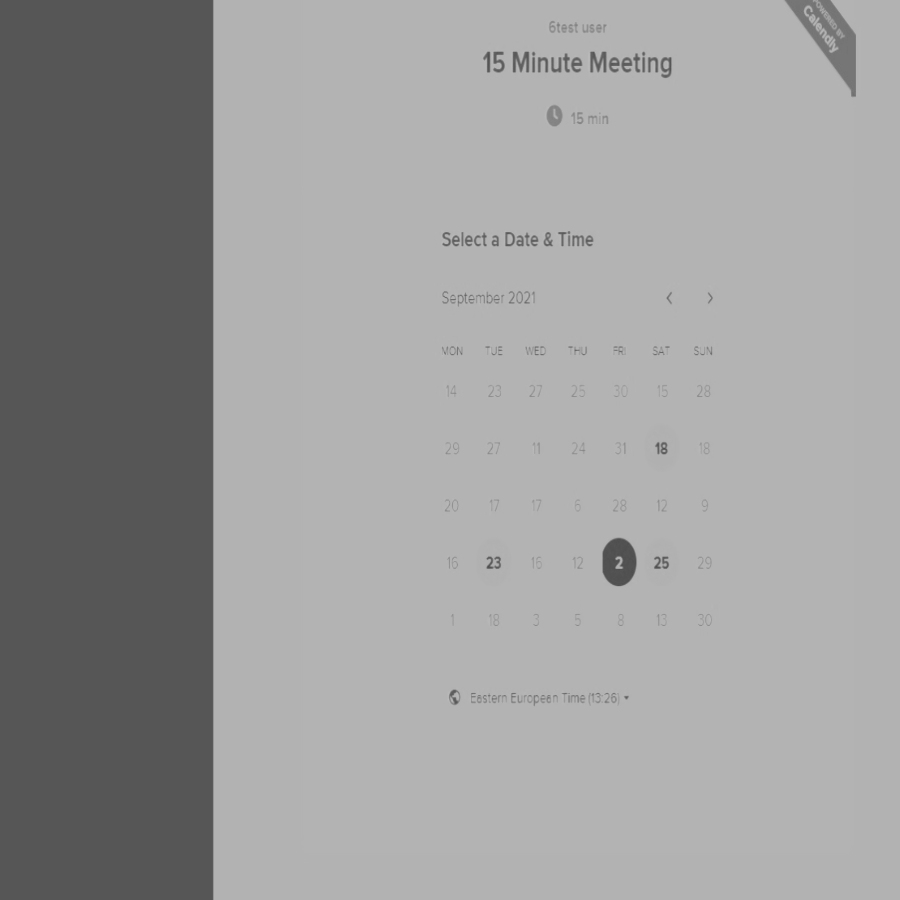 6test user
POWERED BY
Calendly
15 Minute Meeting
15 min
Select a Date & Time
September 2021
MON TUE WED THU FRI SAT SUN
14 23 27 25 30 15 28
29 27 11 24 31 18 18
20 17 17 6 28 12 9
16 23 16 12 2 25 29
1 18 3 5 8 13 30
Eastern European Time (13:26)